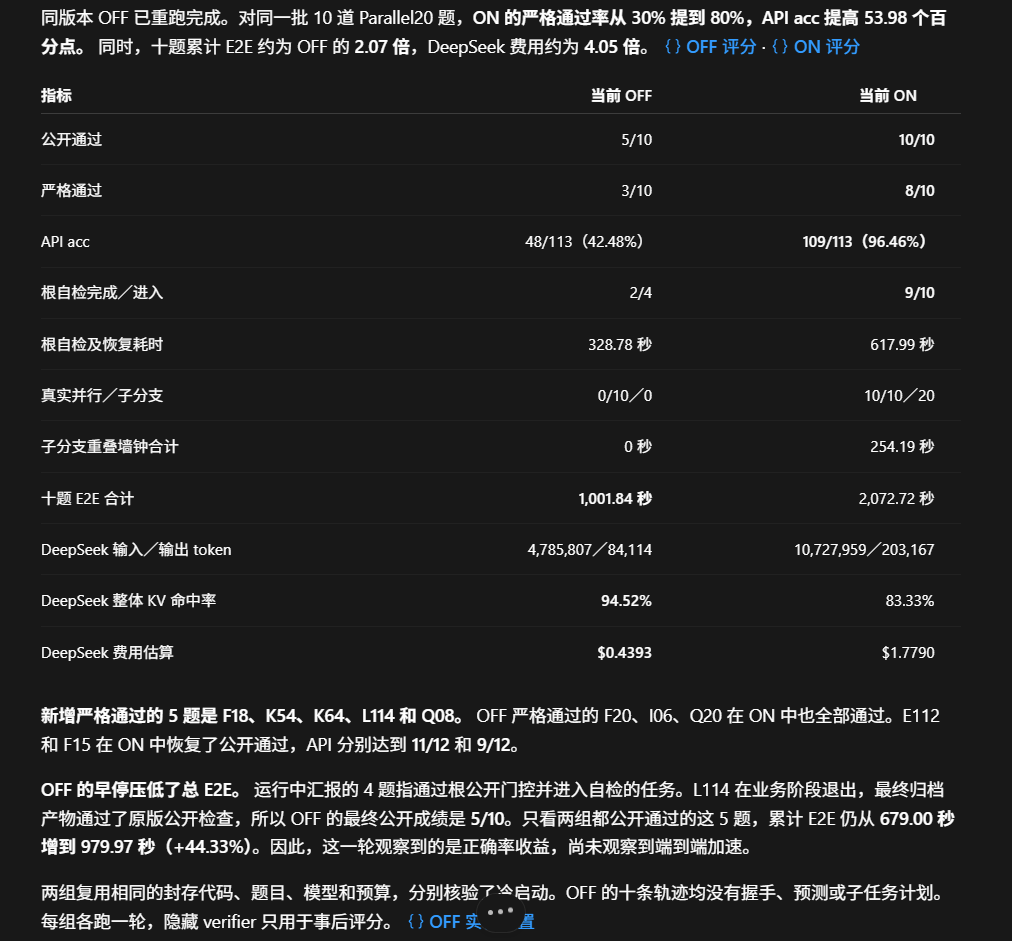 同版本 OFF 已重跑完成。对同一批 10 道 Parallel20 题，ON 的严格通过率从 30% 提到 80%，API acc 提高 53.98 个百
分点。 同时，十题累计 E2E 约为 OFF 的 2.07 倍，DeepSeek 费用约为 4.05 倍。 {} OFF 评分 · {} ON 评分
指标 当前 OFF 当前 ON
公开通过 5/10 10/10
严格通过 3/10 8/10
API acc 48/113（42.48%） 109/113（96.46%）
根自检完成／进入 2/4 9/10
根自检及恢复耗时 328.78 秒 617.99 秒
真实并行／子分支 0/10／0 10/10／20
子分支重叠墙钟合计 0 秒 254.19 秒
十题 E2E 合计 1,001.84 秒 2,072.72 秒
DeepSeek 输入／输出 token 4,785,807／84,114 10,727,959／203,167
DeepSeek 整体 KV 命中率 94.52% 83.33%
DeepSeek 费用估算 $0.4393 $1.7790
新增严格通过的 5 题是 F18、K54、K64、L114 和 Q08。 OFF 严格通过的 F20、I06、Q20 在 ON 中也全部通过。E112
和 F15 在 ON 中恢复了公开通过，API 分别达到 11/12 和 9/12。
OFF 的早停压低了总 E2E。 运行中汇报的 4 题指通过根公开门控并进入自检的任务。L114 在业务阶段退出，最终归档
产物通过了原版公开检查，所以 OFF 的最终公开成绩是 5/10。只看两组都公开通过的这 5 题，累计 E2E 仍从 679.00 秒
增到 979.97 秒（+44.33%）。因此，这一轮观察到的是正确率收益，尚未观察到端到端加速。
两组复用相同的封存代码、题目、模型和预算，分别核验了冷启动。OFF 的十条轨迹均没有握手、预测或子任务计划。
每组各跑一轮，隐藏 verifier 只用于事后评分。 {} OFF 实 置